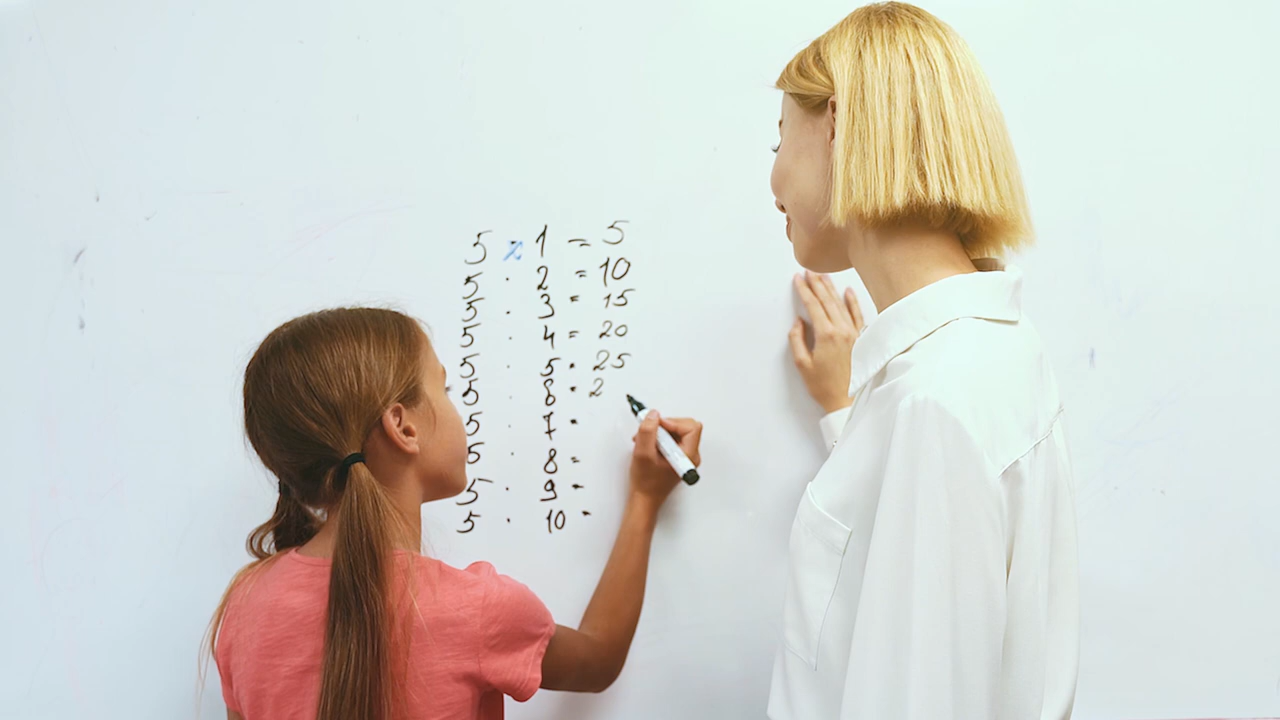 5 x 1 = 5
5 · 2 = 10
5 · 3 = 15
5 · 4 = 20
5 · 5 = 25
5 · 8 = 2
5 · 7 =
5 · 8 =
5 · 9 =
5 · 10 =